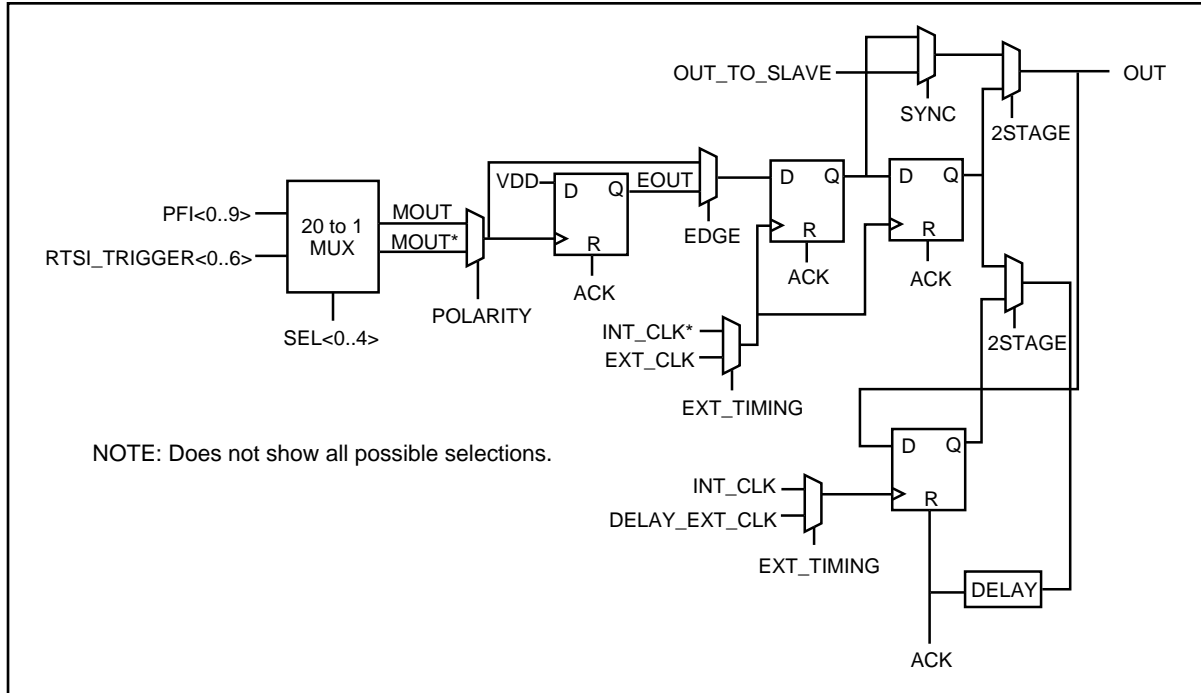 OUT_TO_SLAVE
OUT
SYNC
2STAGE
VDD
D
Q
R
ACK
EOUT
EDGE
D
Q
R
ACK
D
Q
R
ACK
PFI<0..9>
RTSI_TRIGGER<0..6>
20 to 1
MUX
MOUT
MOUT*
SEL<0..4>
POLARITY
INT_CLK*
EXT_CLK
EXT_TIMING
2STAGE
NOTE: Does not show all possible selections.
D
Q
R
INT_CLK
DELAY_EXT_CLK
EXT_TIMING
DELAY
ACK